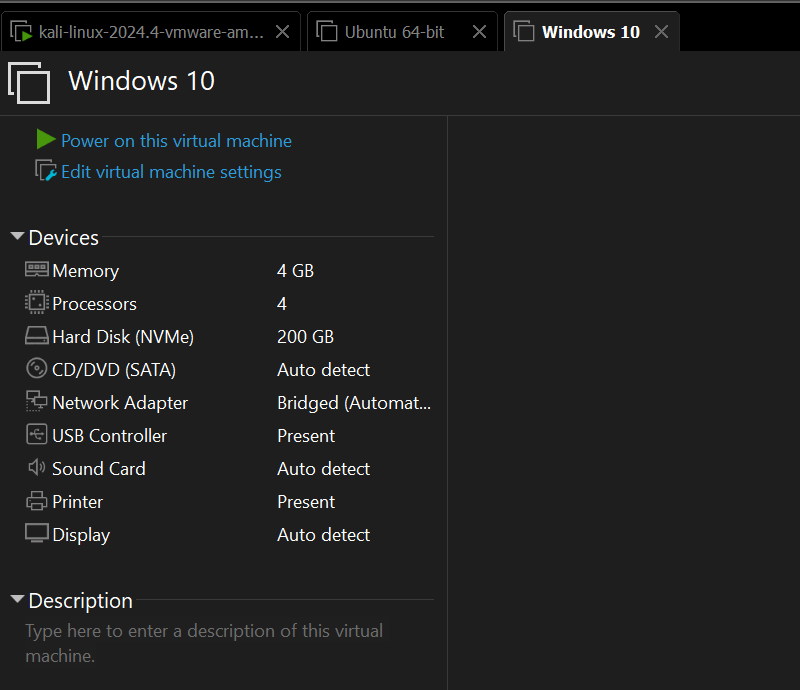 kali-linux-2024.4-vmware-am... Ubuntu 64-bit Windows 10
Windows 10
Power on this virtual machine
Edit virtual machine settings
Devices
Memory 4 GB
Processors 4
Hard Disk (NVMe) 200 GB
CD/DVD (SATA) Auto detect
Network Adapter Bridged (Automat...
USB Controller Present
Sound Card Auto detect
Printer Present
Display Auto detect
Description
Type here to enter a description of this virtual
machine.